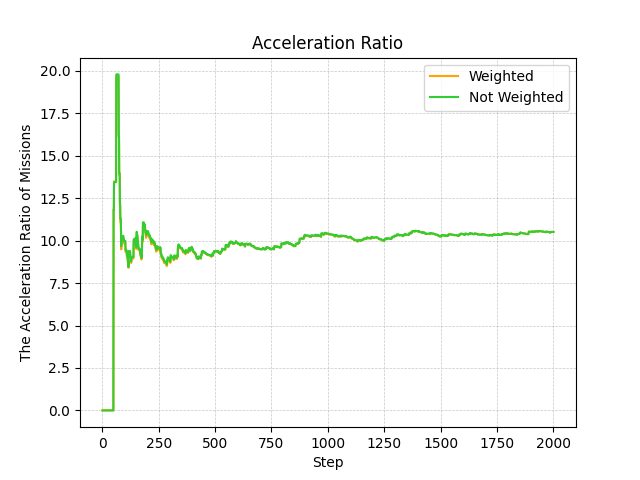 Acceleration Ratio
Weighted
Not Weighted
The Acceleration Ratio of Missions
20.0
17.5
15.0
12.5
10.0
7.5
5.0
2.5
0.0
0 250 500 750 1000 1250 1500 1750 2000
Step